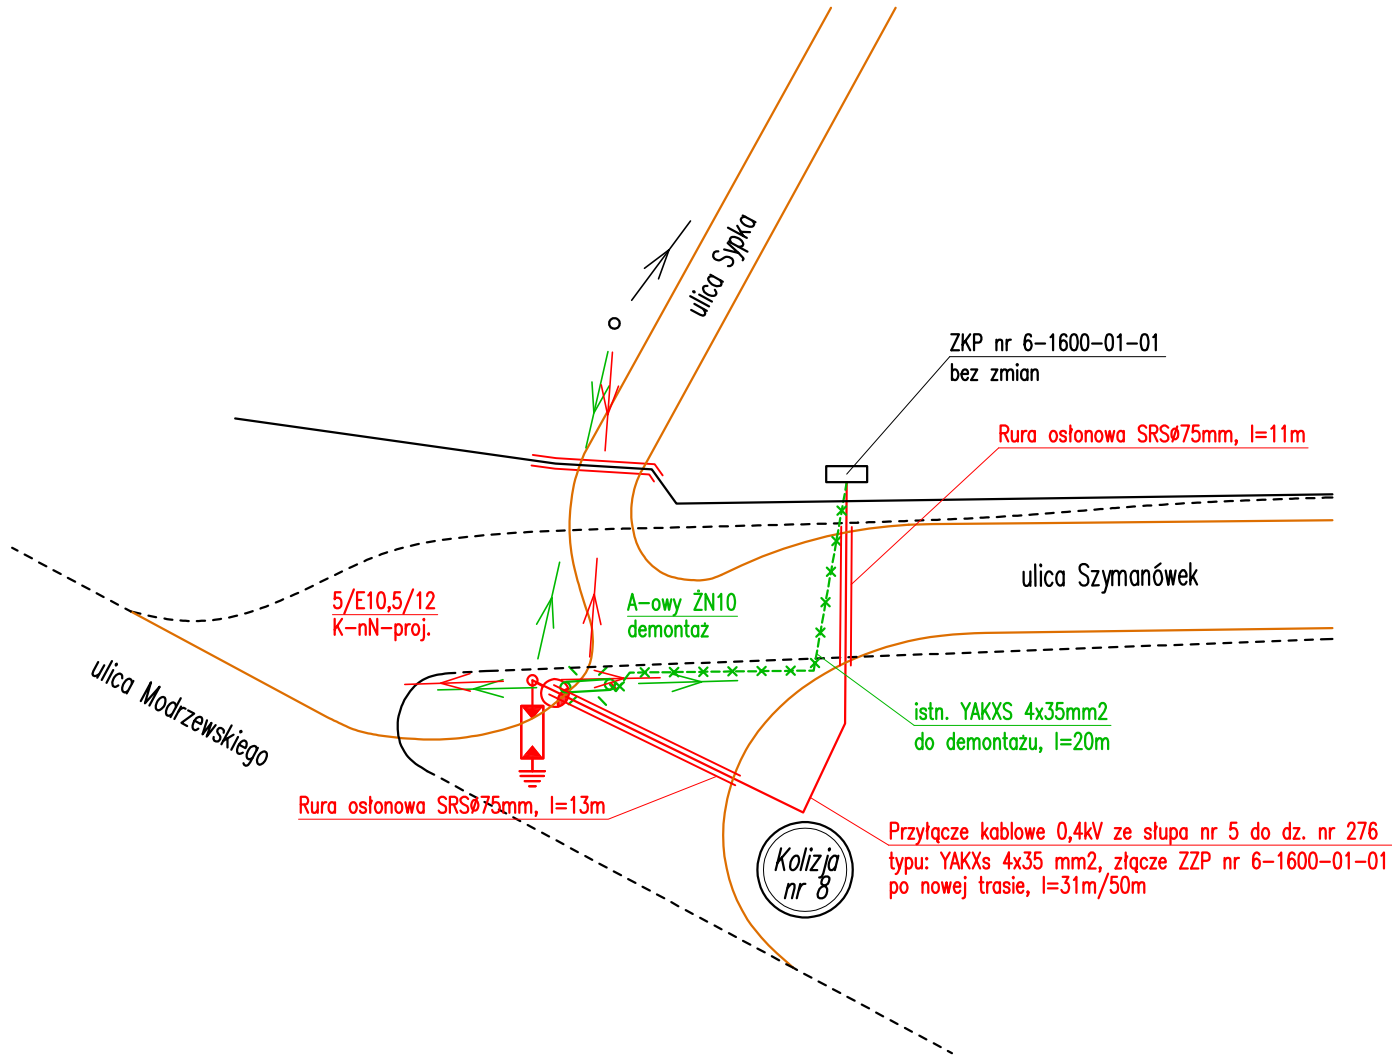 ulica Sypka
ZKP nr 6-1600-01-01
bez zmian
Rura osłonowa SRSø75mm, l=11m
ulica Szymanówek
5/E10,5/12
K-nN-proj.
A-owy ŻN10
demontaż
ulica Modrzewskiego
istn. YAKXS 4x35mm2
do demontażu, l=20m
Rura osłonowa SRSø75mm, l=13m
Przyłącze kablowe 0,4kV ze słupa nr 5 do dz. nr 276
typu: YAKXs 4x35 mm2, złącze ZZP nr 6-1600-01-01
po nowej trasie, l=31m/50m
Kolizja
nr 8